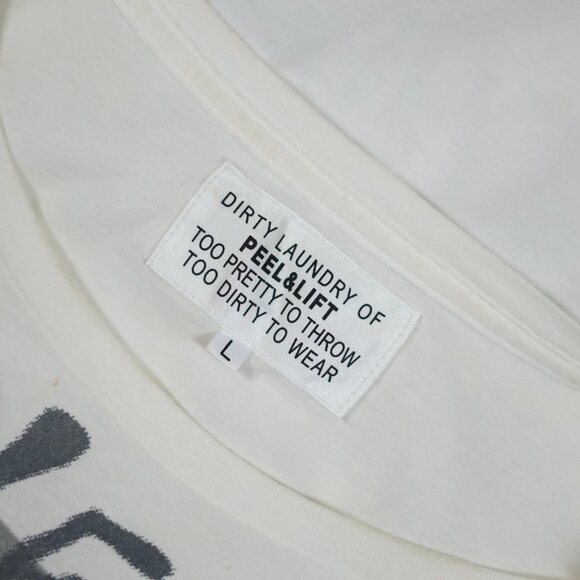 DIRTY LAUNDRY OF
PEEL&LIFT
TOO PRETTY TO THROW
TOO DIRTY TO WEAR
L